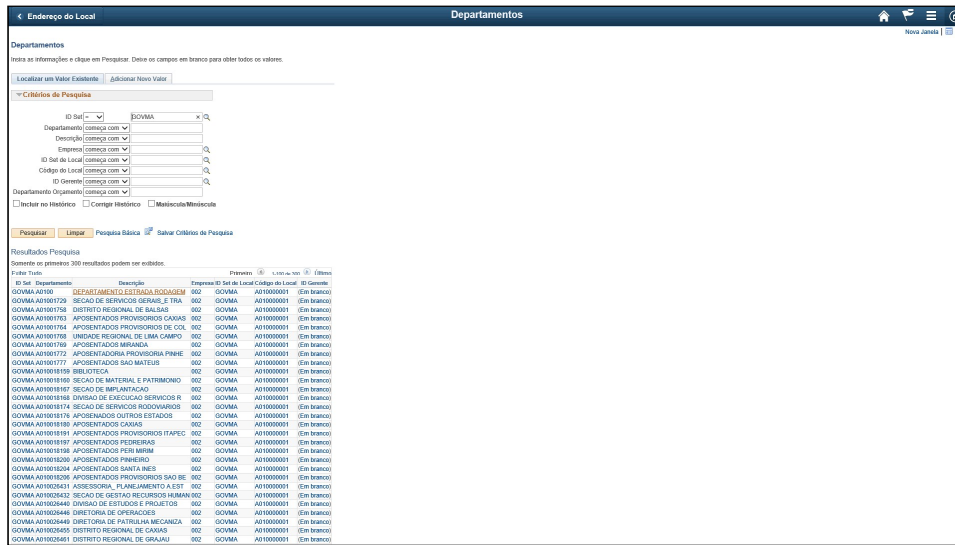 Endereço do Local Departamentos
Nova Janela |
Departamentos
Insira as informações e clique em Pesquisar. Deixe os campos em branco para obter todos os valores.
Localizar um Valor Existente Adicionar Novo Valor
Critérios de Pesquisa
ID Set = GOVMA ×
Departamento começa com
Descrição começa com
Empresa começa com
ID Set de Local começa com
Código do Local começa com
ID Gerente começa com
Departamento Orçamento começa com
Incluir no Histórico Corrigir Histórico Maiúscula/Minúscula
Pesquisar Limpar Pesquisa Básica Salvar Critérios de Pesquisa
Resultados Pesquisa
Somente os primeiros 300 resultados podem ser exibidos.
Exibir Tudo Primeiro 1-100 de 300 Último
ID Set Departamento Descrição Empresa ID Set de Local Código do Local ID Gerente
GOVMA A0100 DEPARTAMENTO ESTRADA RODAGEM 002 GOVMA A010000001 (Em branco)
GOVMA A01001729 SECAO DE SERVICOS GERAIS_E TRA 002 GOVMA A010000001 (Em branco)
GOVMA A01001758 DISTRITO REGIONAL DE BALSAS 002 GOVMA A010000001 (Em branco)
GOVMA A01001763 APOSENTADOS PROVISORIOS CAXIAS 002 GOVMA A010000001 (Em branco)
GOVMA A01001764 APOSENTADOS PROVISORIOS DE COL 002 GOVMA A010000001 (Em branco)
GOVMA A01001768 UNIDADE REGIONAL DE LIMA CAMPO 002 GOVMA A010000001 (Em branco)
GOVMA A01001769 APOSENTADOS MIRANDA 002 GOVMA A010000001 (Em branco)
GOVMA A01001772 APOSENTADORIA PROVISORIA PINHE 002 GOVMA A010000001 (Em branco)
GOVMA A01001777 APOSENTADOS SAO MATEUS 002 GOVMA A010000001 (Em branco)
GOVMA A010018159 BIBLIOTECA 002 GOVMA A010000001 (Em branco)
GOVMA A010018160 SECAO DE MATERIAL E PATRIMONIO 002 GOVMA A010000001 (Em branco)
GOVMA A010018167 SECAO DE IMPLANTACAO 002 GOVMA A010000001 (Em branco)
GOVMA A010018168 DIVISAO DE EXECUCAO SERVICOS R 002 GOVMA A010000001 (Em branco)
GOVMA A010018174 SECAO DE SERVICOS RODOVIARIOS 002 GOVMA A010000001 (Em branco)
GOVMA A010018176 APOSENADOS OUTROS ESTADOS 002 GOVMA A010000001 (Em branco)
GOVMA A010018180 APOSENTADOS CAXIAS 002 GOVMA A010000001 (Em branco)
GOVMA A010018191 APOSENTADOS PROVISORIOS ITAPEC 002 GOVMA A010000001 (Em branco)
GOVMA A010018197 APOSENTADOS PEDREIRAS 002 GOVMA A010000001 (Em branco)
GOVMA A010018198 APOSENTADOS PERI MIRIM 002 GOVMA A010000001 (Em branco)
GOVMA A010018200 APOSENTADOS PINHEIRO 002 GOVMA A010000001 (Em branco)
GOVMA A010018204 APOSENTADOS SANTA INES 002 GOVMA A010000001 (Em branco)
GOVMA A010018206 APOSENTADOS PROVISORIOS SAO BE 002 GOVMA A010000001 (Em branco)
GOVMA A010026431 ASSESSORIA_ PLANEJAMENTO A.EST 002 GOVMA A010000001 (Em branco)
GOVMA A010026432 SECAO DE GESTAO RECURSOS HUMAN 002 GOVMA A010000001 (Em branco)
GOVMA A010026440 DIVISAO DE ESTUDOS E PROJETOS 002 GOVMA A010000001 (Em branco)
GOVMA A010026446 DIRETORIA DE OPERACOES 002 GOVMA A010000001 (Em branco)
GOVMA A010026449 DIRETORIA DE PATRULHA MECANIZA 002 GOVMA A010000001 (Em branco)
GOVMA A010026455 DISTRITO REGIONAL DE CAXIAS 002 GOVMA A010000001 (Em branco)
GOVMA A010026461 DISTRITO REGIONAL DE GRAJAU 002 GOVMA A010000001 (Em branco)